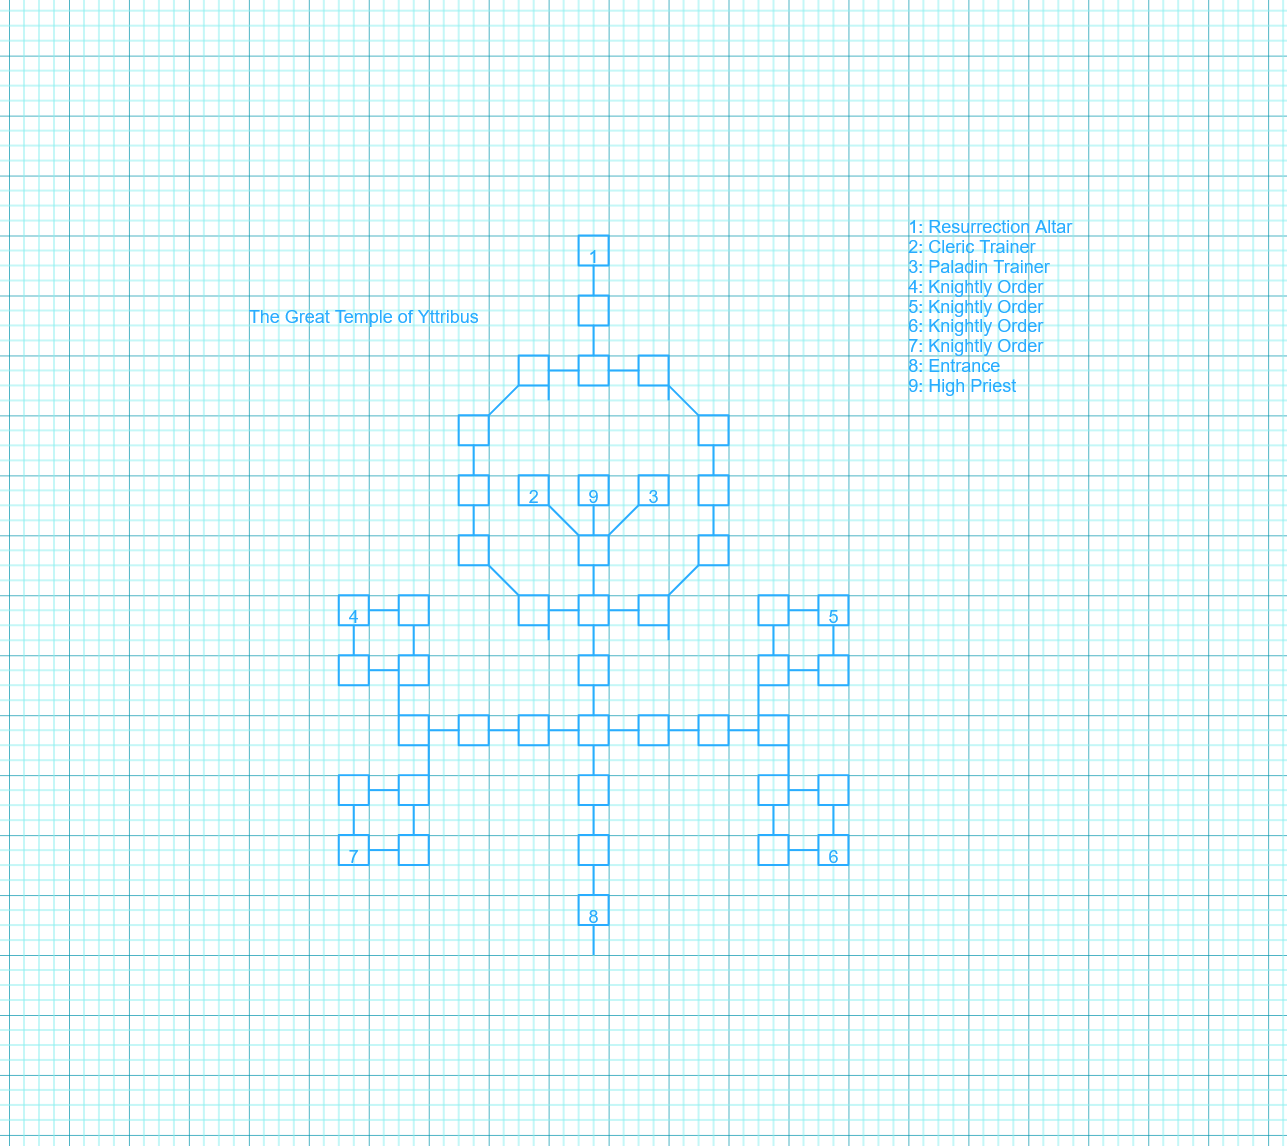 1: Resurrection Altar
2: Cleric Trainer
3: Paladin Trainer
4: Knightly Order
5: Knightly Order
6: Knightly Order
7: Knightly Order
8: Entrance
9: High Priest
The Great Temple of Yttribus
1
2 9 3
4 5
7 6
8